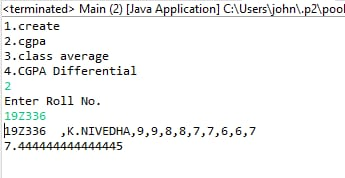 <terminated> Main (2) [Java Application] C:\Users\john\.p2\pool
1.create
2.cgpa
3.class average
4.CGPA Differential
2
Enter Roll No.
19Z336
19Z336  ,K.NIVEDHA,9,9,8,8,7,7,6,6,7
7.444444444444445